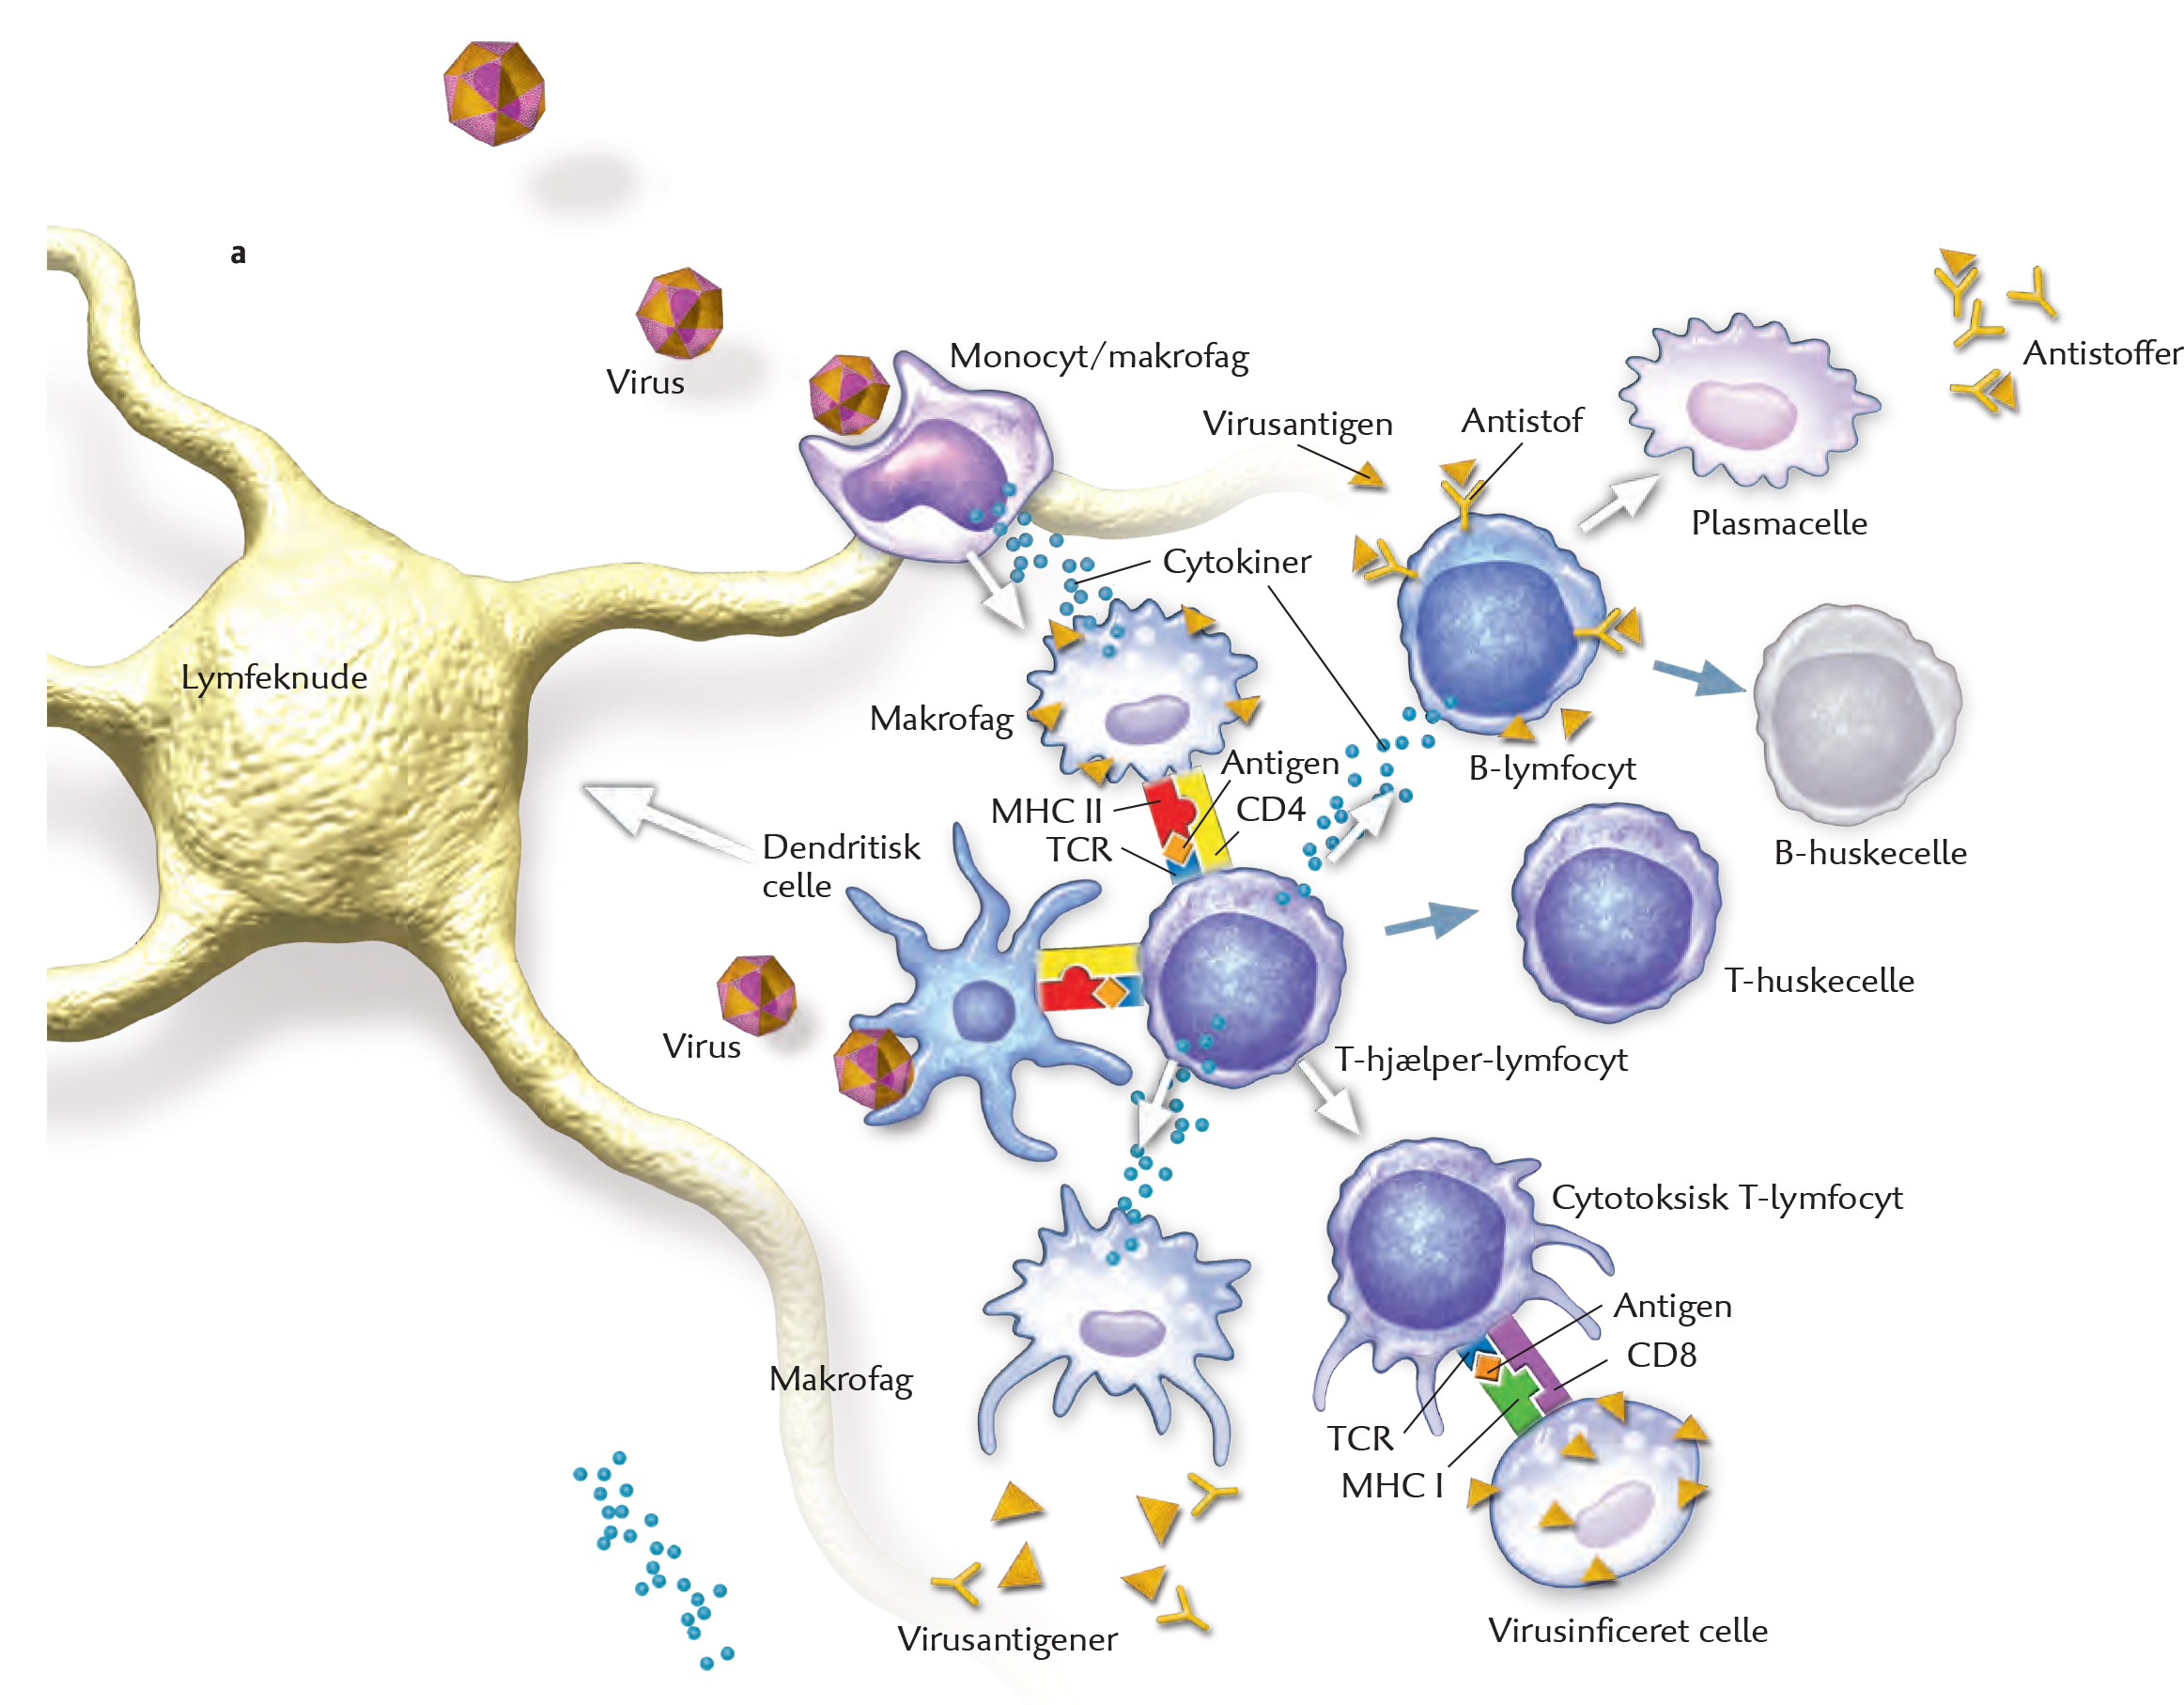 a
Virus
Monocyt/makrofag
Virusantigen
Antistof
Antistoffer
Plasmacelle
Cytokiner
Lymfeknude
Makrofag
Antigen
B-lymfocyt
MHC II
CD4
TCR
Dendritisk
celle
B-huskecelle
T-huskecelle
Virus
T-hjælper-lymfocyt
Cytotoksisk T-lymfocyt
Antigen
CD8
Makrofag
TCR
MHC I
Virusantigener
Virusinficeret celle